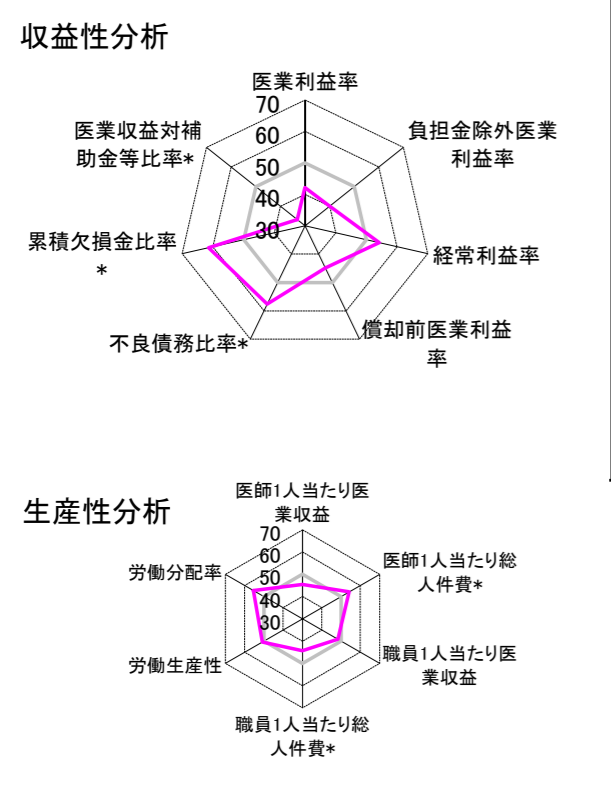 収益性分析
医業利益率
70
60
50
40
30
負担金除外医業
利益率
経常利益率
償却前医業利益
率
不良債務比率*
累積欠損金比率
*
医業収益対補
助金等比率*
生産性分析
医師1人当たり医
業収益
70
60
50
40
30
医師1人当たり総
人件費*
職員1人当たり医
業収益
職員1人当たり総
人件費*
労働生産性
労働分配率